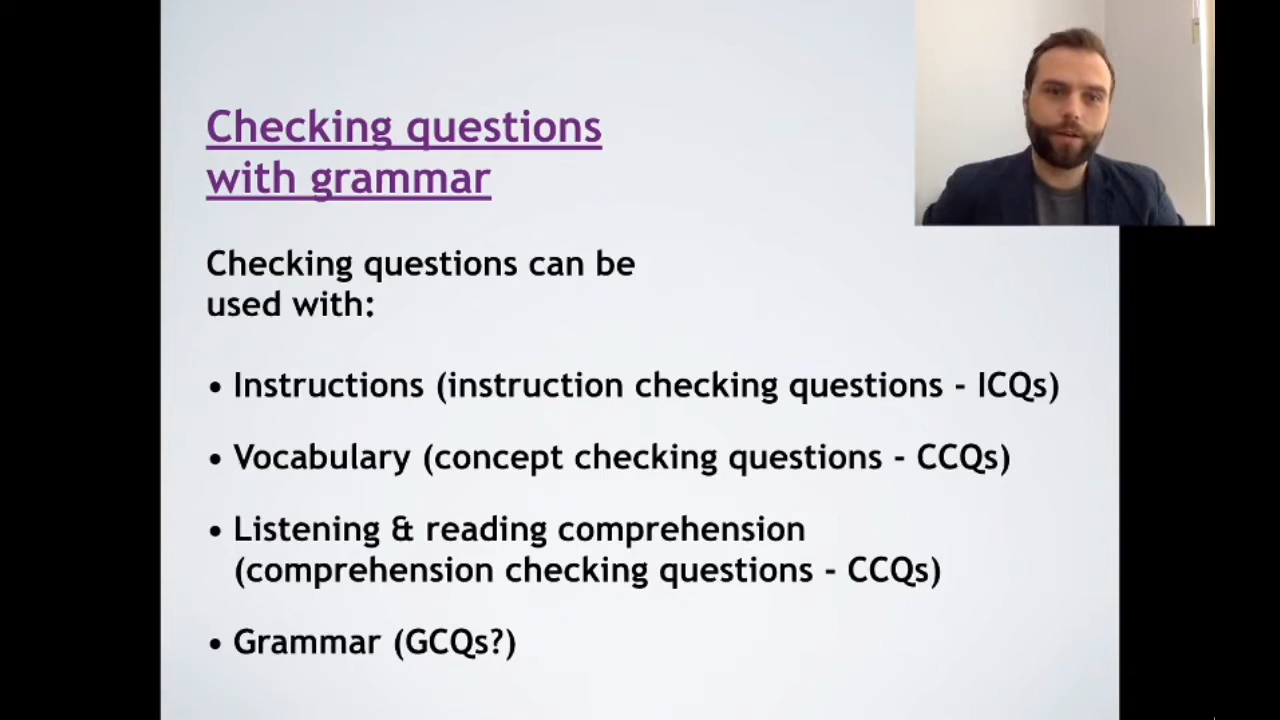 Checking questions
with grammar
Checking questions can be
used with:
• Instructions (instruction checking questions - ICQs)
• Vocabulary (concept checking questions - CCQs)
• Listening & reading comprehension
(comprehension checking questions - CCQs)
• Grammar (GCQs?)